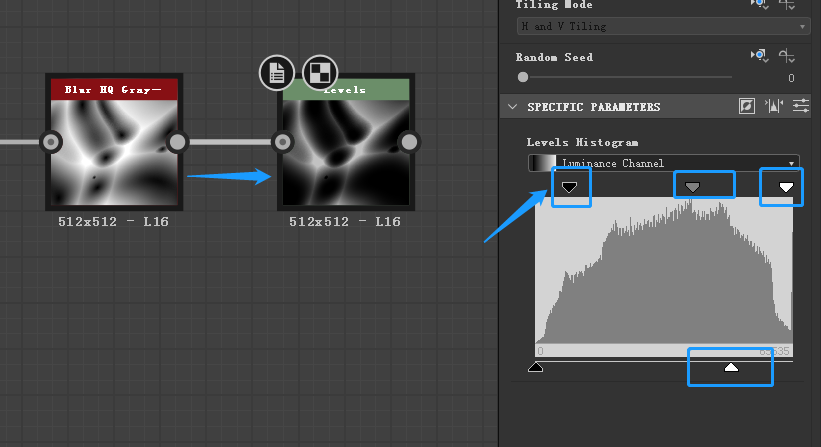 Tiling Mode
H and V Tiling
Random Seed
0
SPECIFIC PARAMETERS
Levels Histogram
Luminance Channel
0
65535
Blur HQ Gray—
Levels
512x512 - L16
512x512 - L16